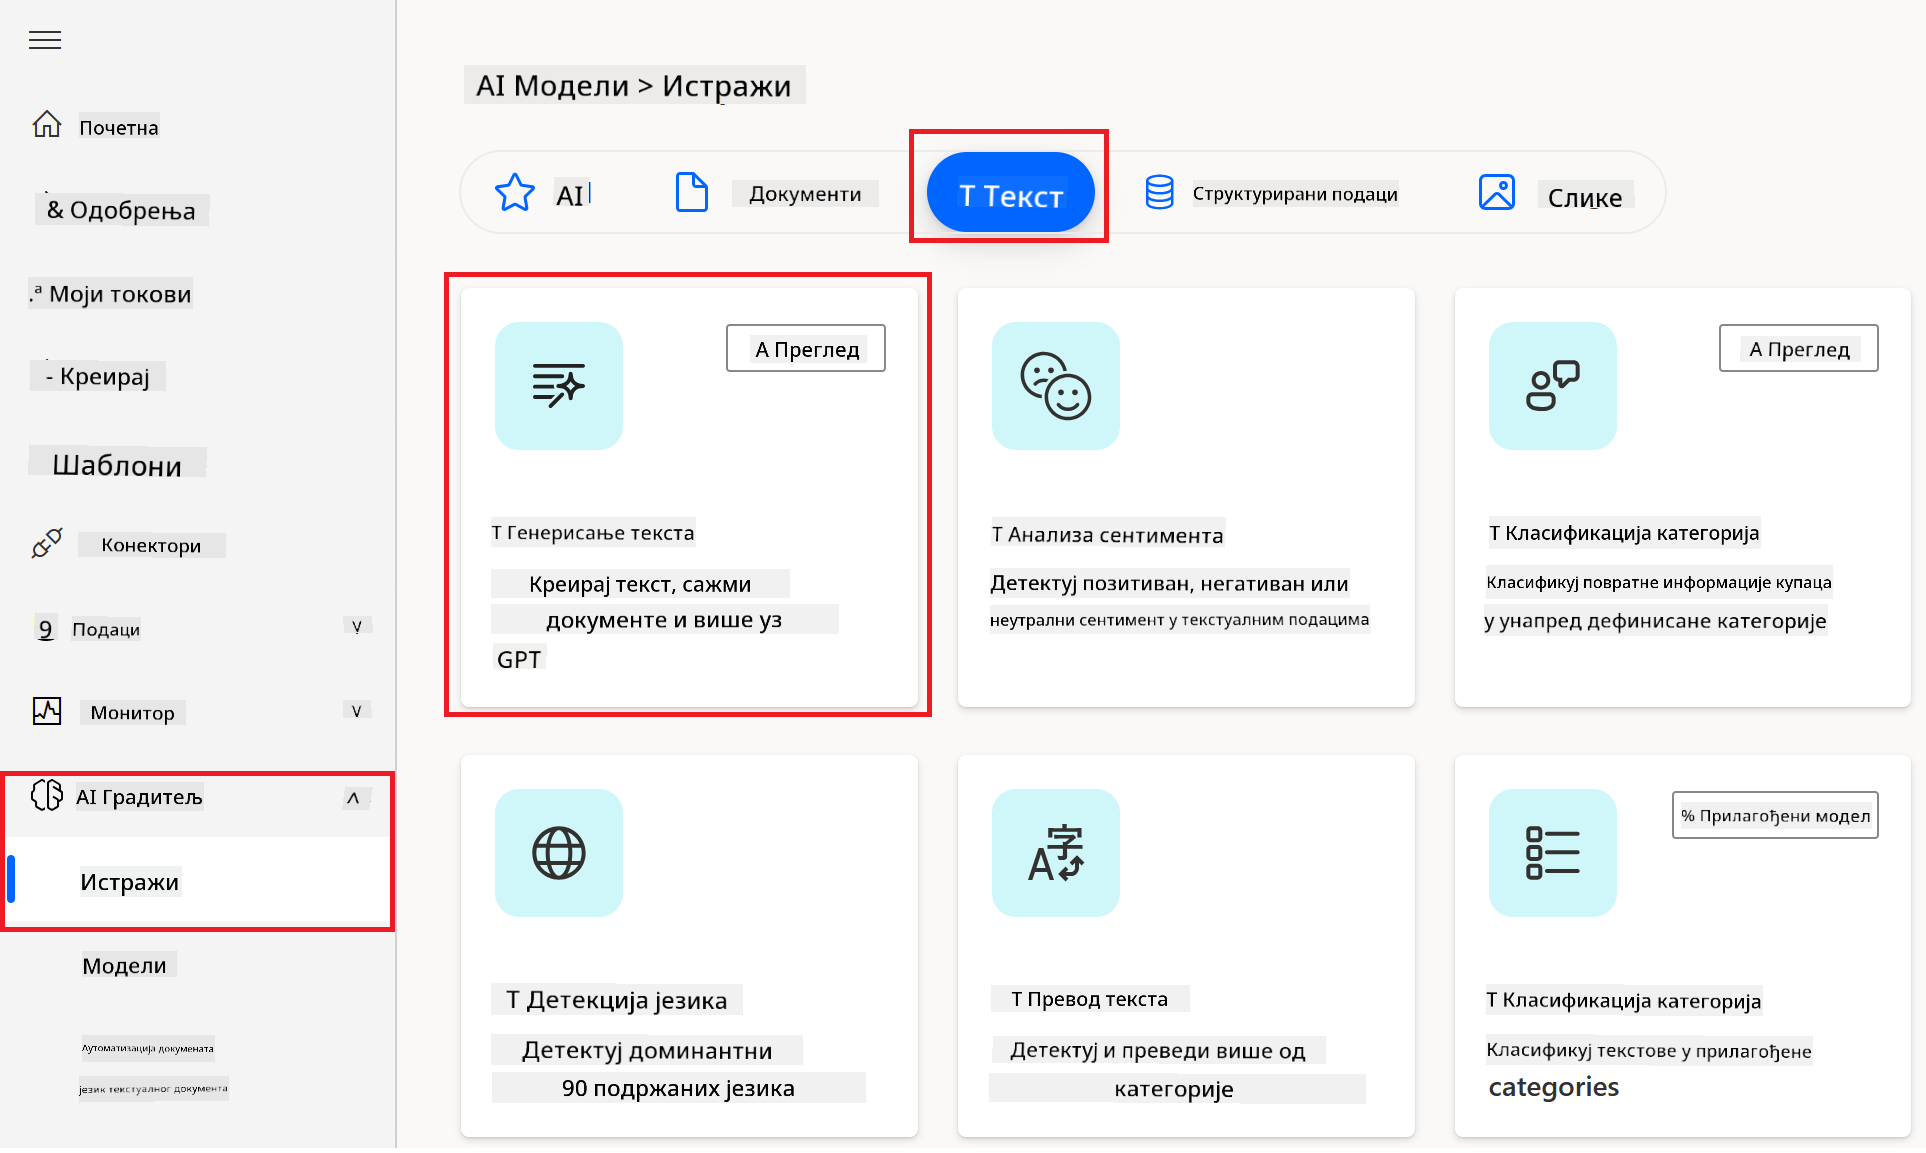 AI Модели > Истражи
Почетна
& Одобрења
.ª Моји токови
- Креирај
Шаблони
Конектори
9 Подаци v
Монитор v
AI Градитељ ^
Истражи
Модели
Аутоматизација докумената
језик текстуалног документа
AI
Документи
T Текст
Структурирани подаци
Слике
А Преглед
Т Генерисање текста
Креирај текст, сажми
документе и више уз
GPT
Т Анализа сентимента
Детектуј позитиван, негативан или
неутрални сентимент у текстуалним подацима
А Преглед
Т Класификација категорија
Класификуј повратне информације купаца
у унапред дефинисане категорије
Т Детекција језика
Детектуј доминантни
90 подржаних језика
Т Превод текста
Детектуј и преведи више од
категорије
% Прилагођени модел
Т Класификација категорија
Класификуј текстове у прилагођене
categories